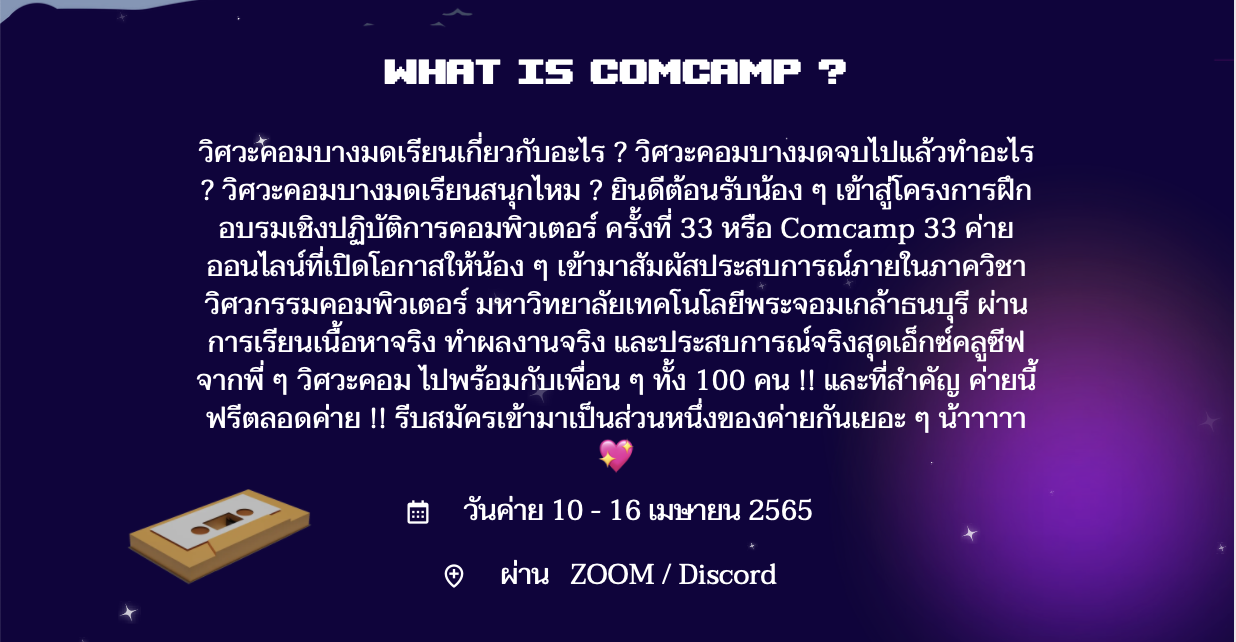 WHAT IS COMCAMP ?
วิศวะคอมบางมดเรียนเกี่ยวกับอะไร ? วิศวะคอมบางมดจบไปแล้วทำอะไร
? วิศวะคอมบางมดเรียนสนุกไหม ? ยินดีต้อนรับน้อง ๆ เข้าสู่โครงการฝึก
อบรมเชิงปฏิบัติการคอมพิวเตอร์ ครั้งที่ 33 หรือ Comcamp 33 ค่าย
ออนไลน์ที่เปิดโอกาสให้น้อง ๆ เข้ามาสัมผัสประสบการณ์ภายในภาควิชา
วิศวกรรมคอมพิวเตอร์ มหาวิทยาลัยเทคโนโลยีพระจอมเกล้าธนบุรี ผ่าน
การเรียนเนื้อหาจริง ทำผลงานจริง และประสบการณ์จริงสุดเอ็กซ์คลูซีฟ
จากพี่ ๆ วิศวะคอม ไปพร้อมกับเพื่อน ๆ ทั้ง 100 คน !! และที่สำคัญ ค่ายนี้
ฟรีตลอดค่าย !! รีบสมัครเข้ามาเป็นส่วนหนึ่งของค่ายกันเยอะ ๆ น้าาาาา
💖
วันค่าย 10 - 16 เมษายน 2565
ผ่าน ZOOM / Discord